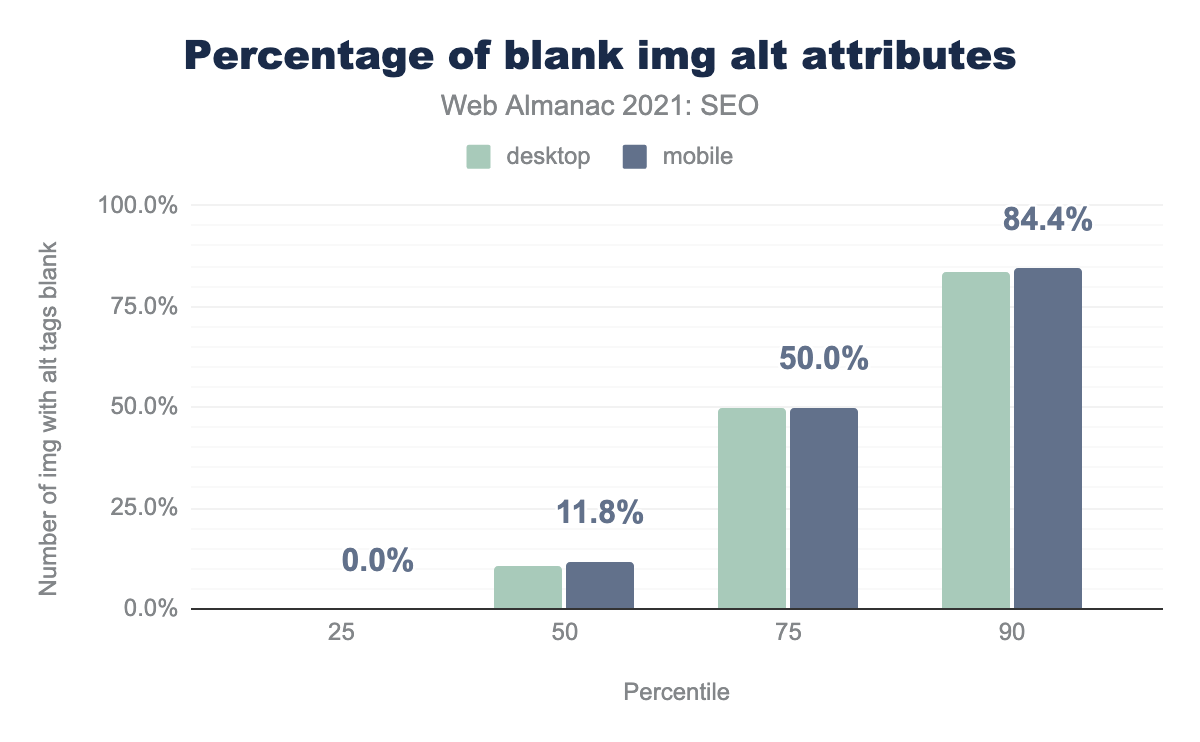 Percentage of blank img alt attributes
Web Almanac 2021: SEO
desktop
mobile
Number of img with alt tags blank
100.0%
75.0%
50.0%
25.0%
0.0%
0.0%
11.8%
50.0%
84.4%
25
50
75
90
Percentile